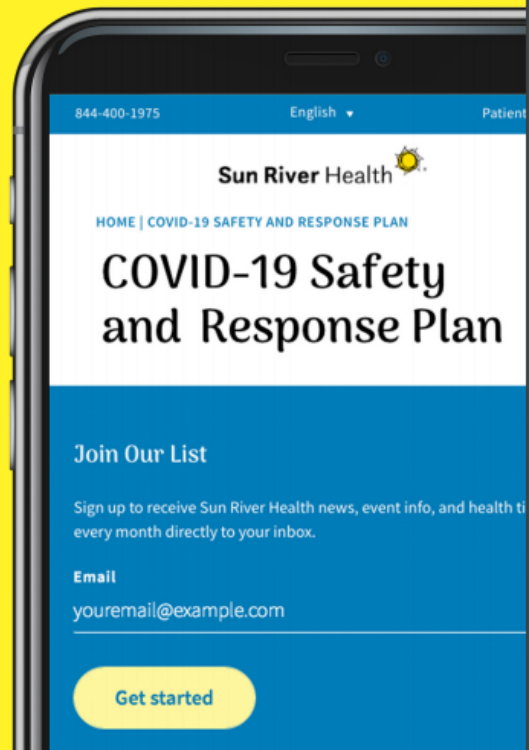 844-400-1975 English Patient
Sun River Health
HOME | COVID-19 SAFETY AND RESPONSE PLAN
COVID-19 Safety
and Response Plan
Join Our List
Sign up to receive Sun River Health news, event info, and health ti
every month directly to your inbox.
Email
youremail@example.com
Get started